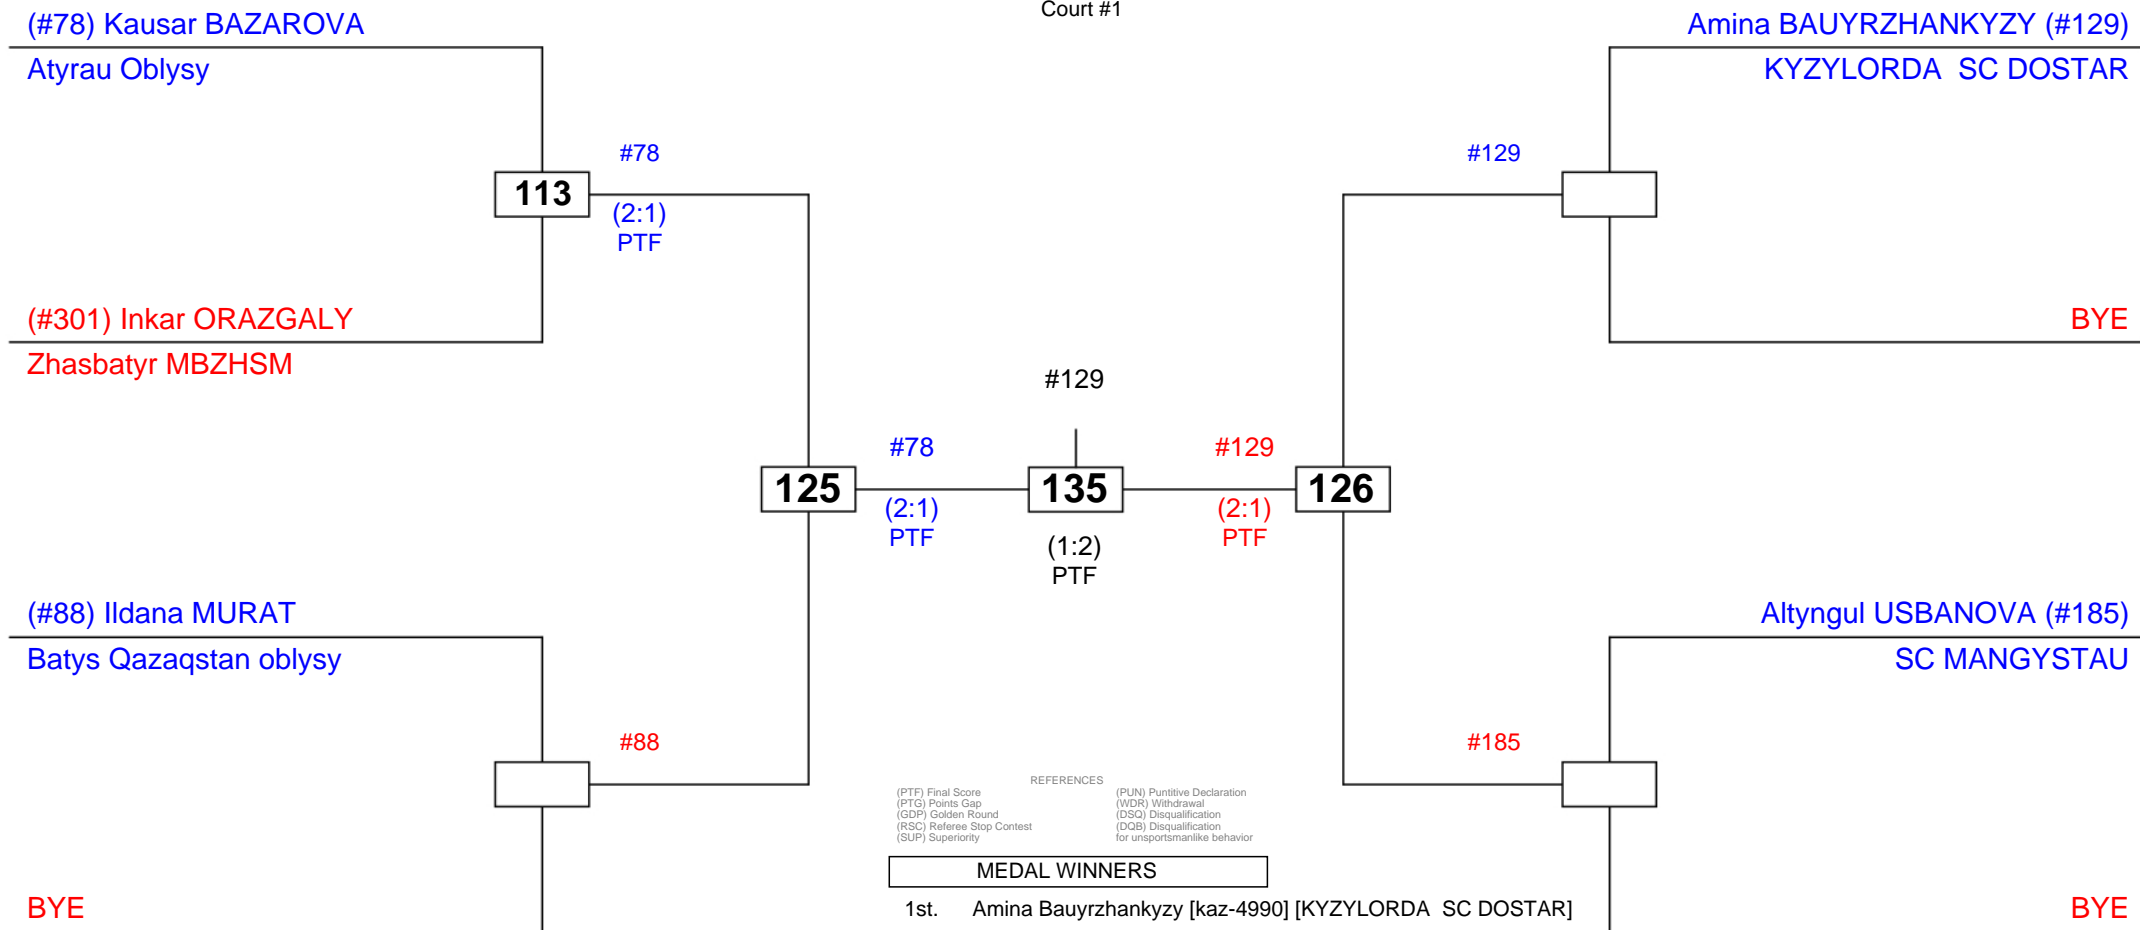 Court #1
(#78) Kausar BAZAROVA
Atyrau Oblysy
Amina BAUYRZHANKYZY (#129)
KYZYLORDA  SC DOSTAR
#78
113
(2:1)
PTF
#129
(#301) Inkar ORAZGALY
Zhasbatyr MBZHSM
BYE
#129
#78
125
(2:1)
PTF
135
(1:2)
PTF
#129
126
(2:1)
PTF
(#88) Ildana MURAT
Batys Qazaqstan oblysy
Altyngul USBANOVA (#185)
SC MANGYSTAU
#88
#185
REFERENCES
(PTF) Final Score
(PTG) Points Gap
(GDP) Golden Round
(RSC) Referee Stop Contest
(SUP) Superiority
(PUN) Puntitive Declaration
(WDR) Withdrawal
(DSQ) Disqualification
(DQB) Disqualification
for unsportsmanlike behavior
MEDAL WINNERS
1st. Amina Bauyrzhankyzy [kaz-4990] [KYZYLORDA  SC DOSTAR]
BYE
BYE